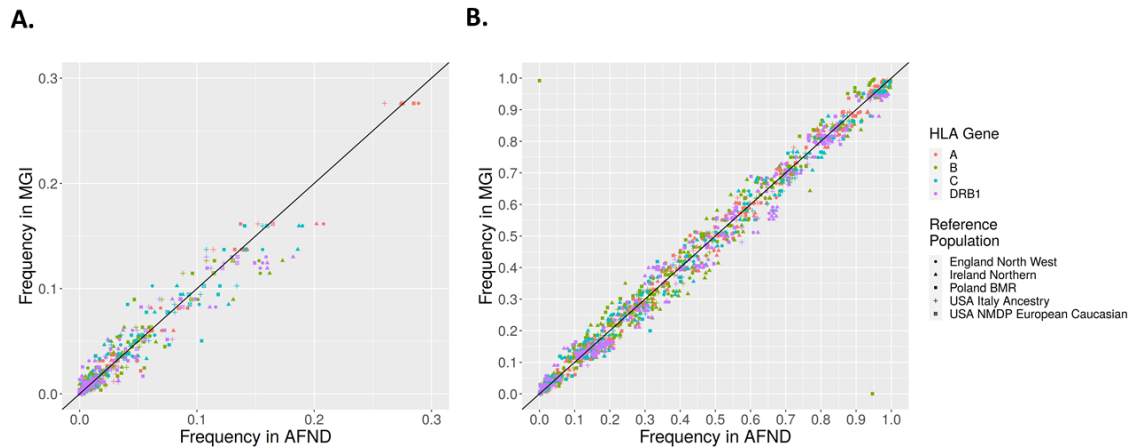 A.
B.
0.3
0.2
0.1
0.0
Frequency in MGI
0.0 0.1 0.2 0.3
Frequency in AFND
1.0
0.9
0.8
0.7
0.6
0.5
0.4
0.3
0.2
0.1
0.0
Frequency in MGI
0.0 0.1 0.2 0.3 0.4 0.5 0.6 0.7 0.8 0.9 1.0
Frequency in AFND
HLA Gene
A
B
C
DRB1
Reference
Population
England North West
Ireland Northern
Poland BMR
USA Italy Ancestry
USA NMDP European Caucasian